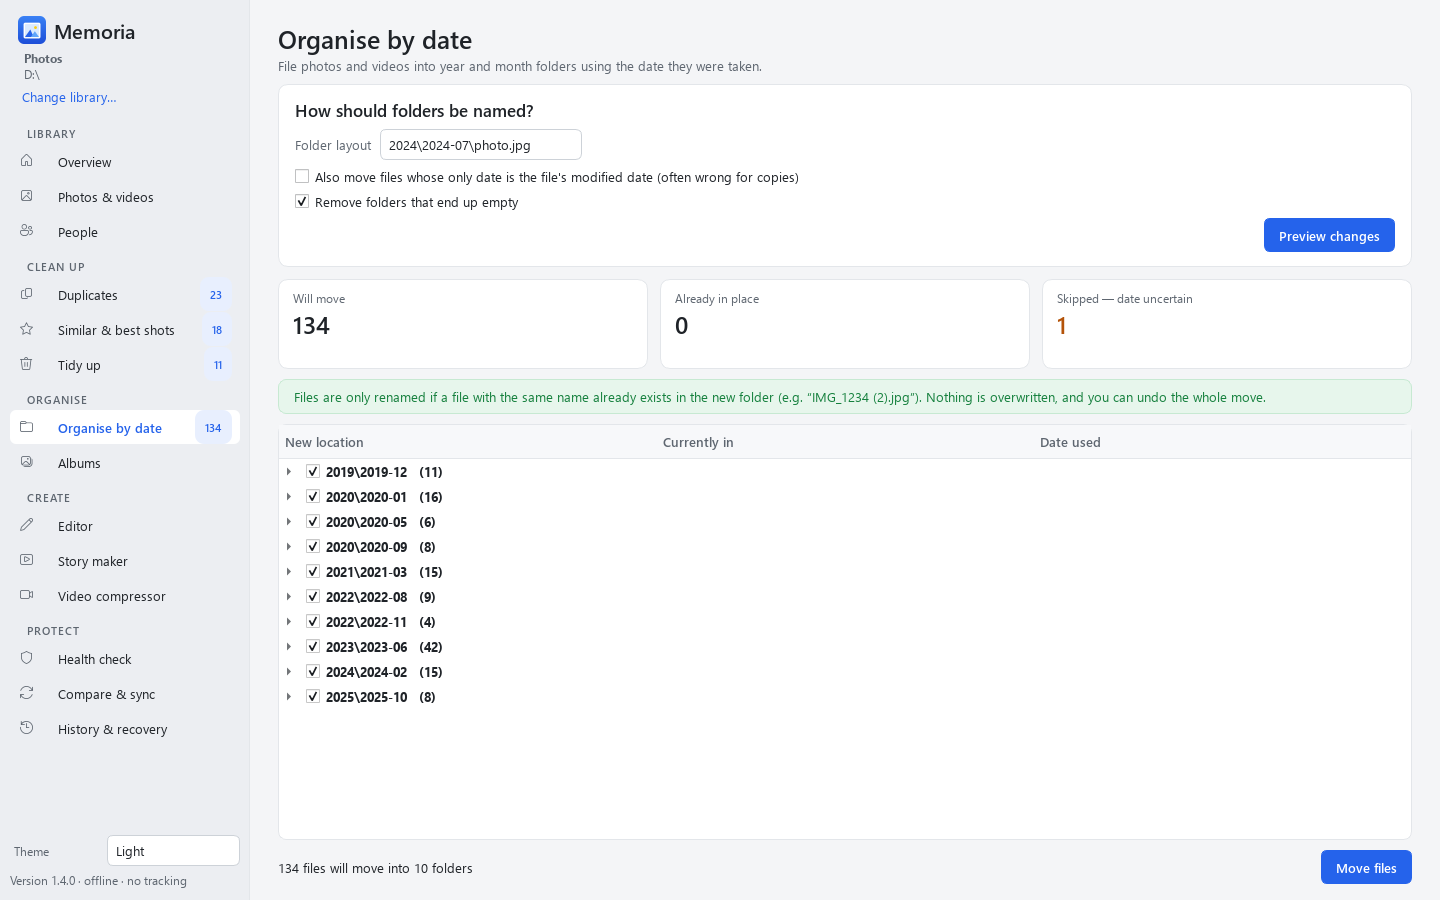 Memoria
Photos
D:\
Change library...
LIBRARY
Overview
Photos & videos
People
CLEAN UP
Duplicates 23
Similar & best shots 18
Tidy up 11
ORGANISE
Organise by date 134
Albums
CREATE
Editor
Story maker
Video compressor
PROTECT
Health check
Compare & sync
History & recovery
Theme Light
Version 1.4.0 · offline · no tracking
Organise by date
File photos and videos into year and month folders using the date they were taken.
How should folders be named?
Folder layout 2024\2024-07\photo.jpg
Also move files whose only date is the file's modified date (often wrong for copies)
Remove folders that end up empty
Preview changes
Will move
134
Already in place
0
Skipped — date uncertain
1
Files are only renamed if a file with the same name already exists in the new folder (e.g. “IMG_1234 (2).jpg”). Nothing is overwritten, and you can undo the whole move.
New location Currently in Date used
2019\2019-12 (11)
2020\2020-01 (16)
2020\2020-05 (6)
2020\2020-09 (8)
2021\2021-03 (15)
2022\2022-08 (9)
2022\2022-11 (4)
2023\2023-06 (42)
2024\2024-02 (15)
2025\2025-10 (8)
134 files will move into 10 folders
Move files